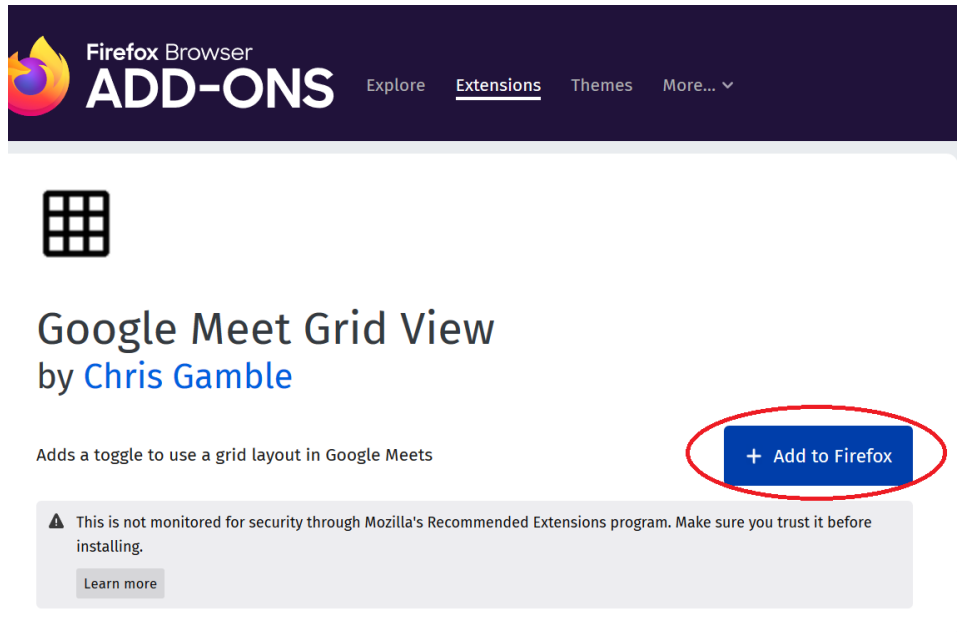 Firefox Browser
ADD-ONS
Explore Extensions Themes More...
Google Meet Grid View
by Chris Gamble
Adds a toggle to use a grid layout in Google Meets
+ Add to Firefox
This is not monitored for security through Mozilla's Recommended Extensions program. Make sure you trust it before
installing.
Learn more